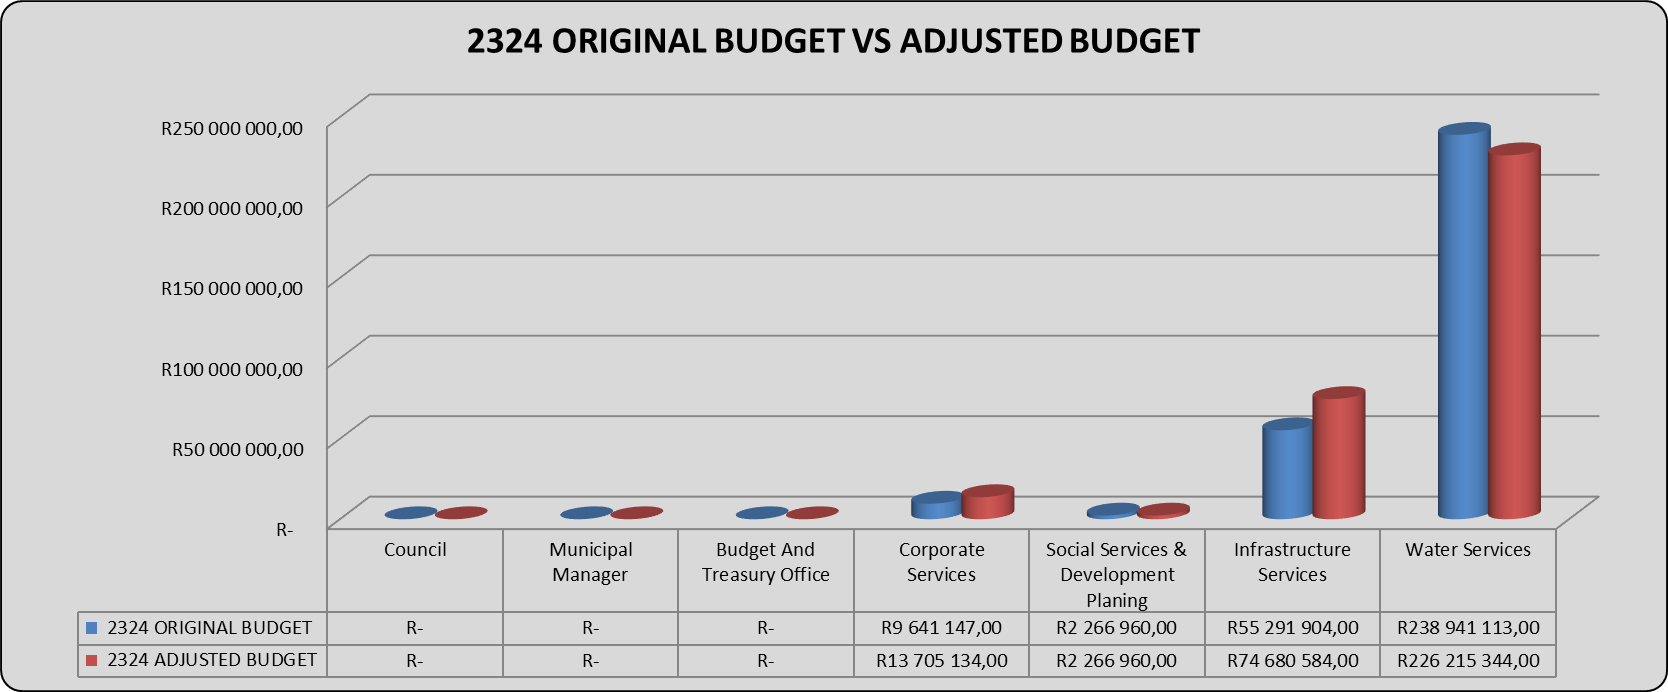 2324 ORIGINAL BUDGET VS ADJUSTED BUDGET
R250 000 000,00
R200 000 000,00
R150 000 000,00
R100 000 000,00
R50 000 000,00
R-
Council
Municipal
Manager
Budget And
Treasury Office
Corporate
Services
Social Services &
Development
Planing
Infrastructure
Services
Water Services
2324 ORIGINAL BUDGET R- R- R- R9 641 147,00 R2 266 960,00 R55 291 904,00 R238 941 113,00
2324 ADJUSTED BUDGET R- R- R- R13 705 134,00 R2 266 960,00 R74 680 584,00 R226 215 344,00